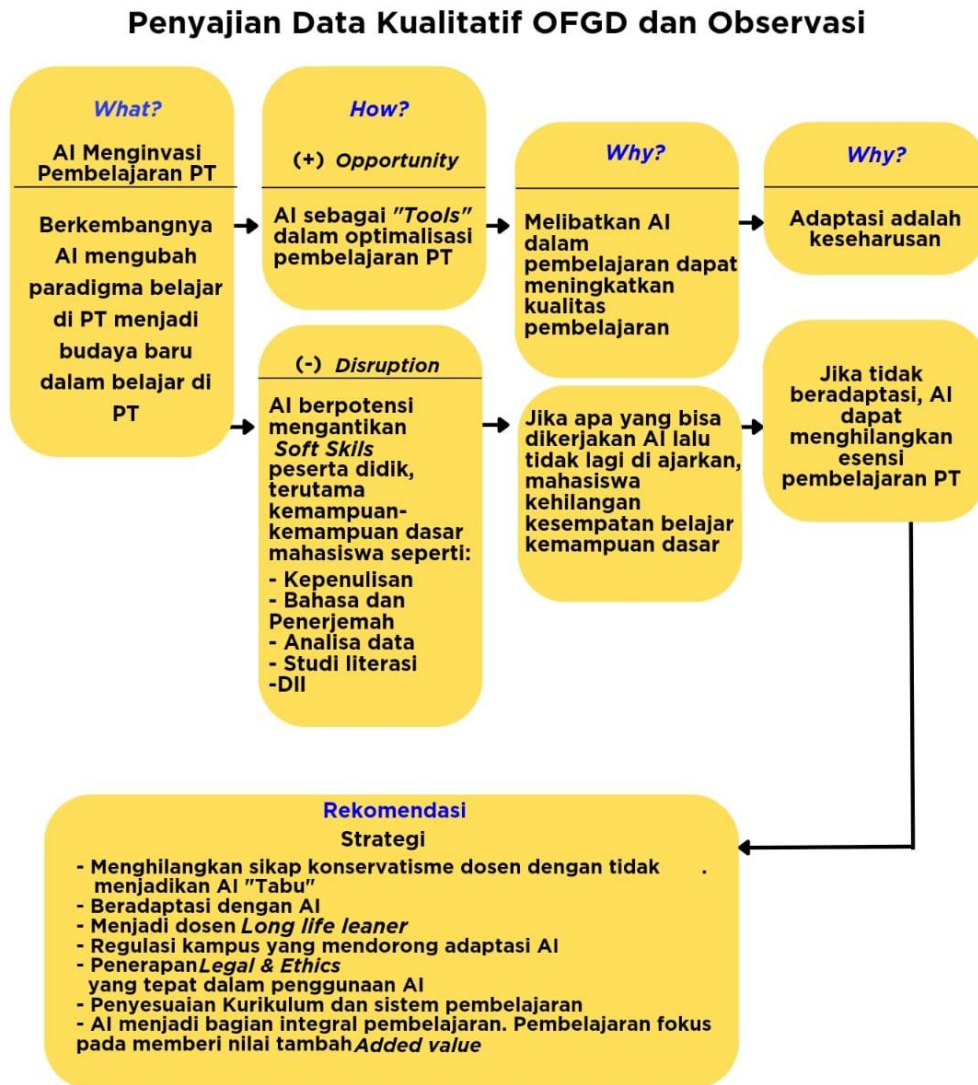 Penyajian Data Kualitatif OFGD dan Observasi
What?
AI Menginvasi
Pembelajaran PT
Berkembangnya
AI mengubah
paradigma belajar
di PT menjadi
budaya baru
dalam belajar di
PT
How?
(+) Opportunity
AI sebagai "Tools"
dalam optimalisasi
pembelajaran PT
Why?
Melibatkan AI
dalam
pembelajaran dapat
meningkatkan
kualitas
pembelajaran
Why?
Adaptasi adalah
keseharusan
(-) Disruption
AI berpotensi
mengantikan
Soft Skils
peserta didik,
terutama
kemampuan-
kemampuan dasar
mahasiswa seperti:
- Kepenulisan
- Bahasa dan
Penerjemah
- Analisa data
- Studi literasi
-Dll
Jika apa yang bisa
dikerjakan AI lalu
tidak lagi di ajarkan,
mahasiswa
kehilangan
kesempatan belajar
kemampuan dasar
Jika tidak
beradaptasi, AI
dapat
menghilangkan
esensi
pembelajaran PT
Rekomendasi
Strategi
- Menghilangkan sikap konservatisme dosen dengan tidak .
menjadikan AI "Tabu"
- Beradaptasi dengan AI
- Menjadi dosen Long life leaner
- Regulasi kampus yang mendorong adaptasi AI
- Penerapan Legal & Ethics
yang tepat dalam penggunaan AI
- Penyesuaian Kurikulum dan sistem pembelajaran
- AI menjadi bagian integral pembelajaran. Pembelajaran fokus
pada memberi nilai tambah Added value